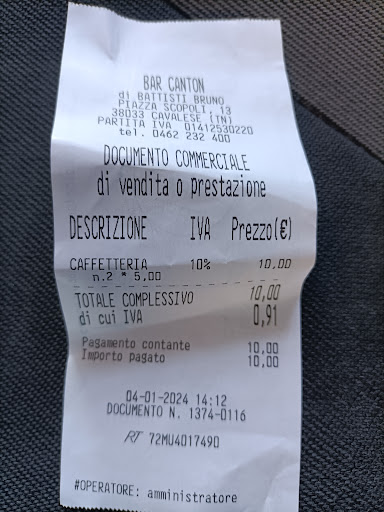 BAR CANTON
di BATTISTI BRUNO
PIAZZA SCOPOLI, 13
38033 CAVALESE (TN)
PARTITA IVA 01412530220
tel. 0462 232 400
DOCUMENTO COMMERCIALE
di vendita o prestazione
DESCRIZIONE IVA Prezzo(€)
CAFFETTERIA 10% 10,00
n.2 * 5,00
TOTALE COMPLESSIVO 10,00
di cui IVA 0,91
Pagamento contante 10,00
Importo pagato 10,00
04-01-2024 14:12
DOCUMENTO N. 1374-0116
RT 72MU4017490
#OPERATORE: amministratore